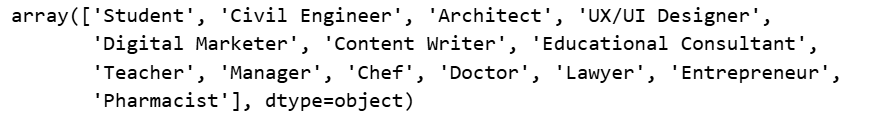 array(['Student', 'Civil Engineer', 'Architect', 'UX/UI Designer',
'Digital Marketer', 'Content Writer', 'Educational Consultant',
'Teacher', 'Manager', 'Chef', 'Doctor', 'Lawyer', 'Entrepreneur',
'Pharmacist'], dtype=object)